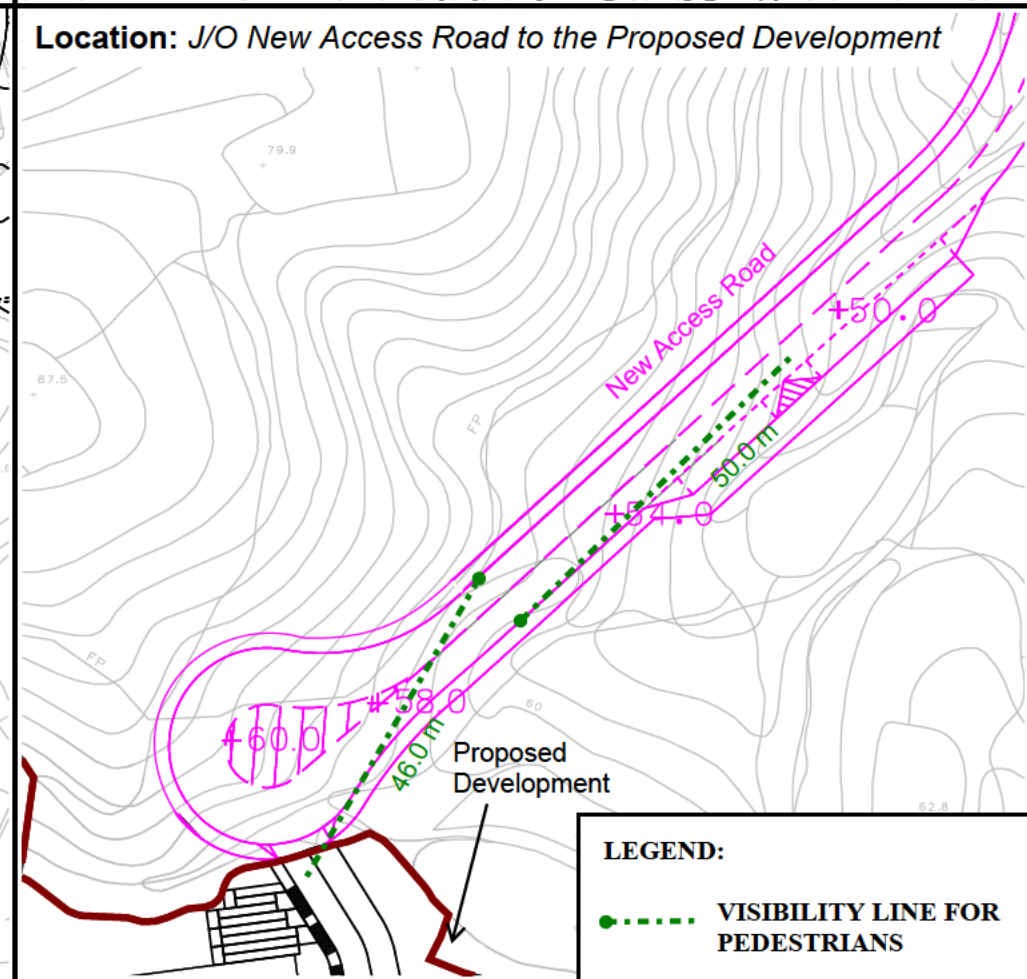 Location: J/O New Access Road to the Proposed Development
79.9
New Access Road
+50.0
87.5
FP
50.0 m
+54.0
FP
+58.0
60
+60.0
46.0 m
Proposed
Development
62.8
LEGEND:
VISIBILITY LINE FOR
PEDESTRIANS